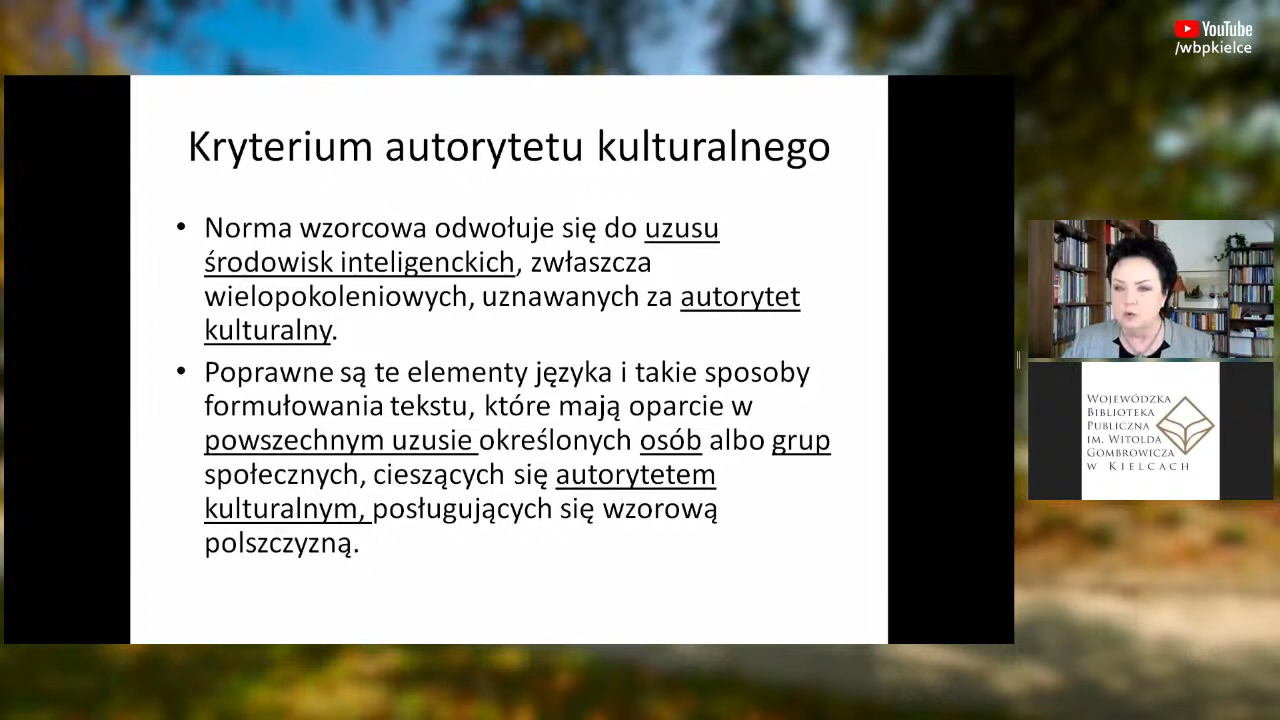 YouTube
/wbpkielce
Kryterium autorytetu kulturalnego
• Norma wzorcowa odwołuje się do uzusu
środowisk inteligenckich, zwłaszcza
wielopokoleniowych, uznawanych za autorytet
kulturalny.
• Poprawne są te elementy języka i takie sposoby
formułowania tekstu, które mają oparcie w
powszechnym uzusie określonych osób albo grup
społecznych, cieszących się autorytetem
kulturalnym, posługujących się wzorową
polszczyzną.
WOJEWÓDZKA
BIBLIOTEKA
PUBLICZNA
IM. WITOLDA
GOMBROWICZA
W KIELCACH